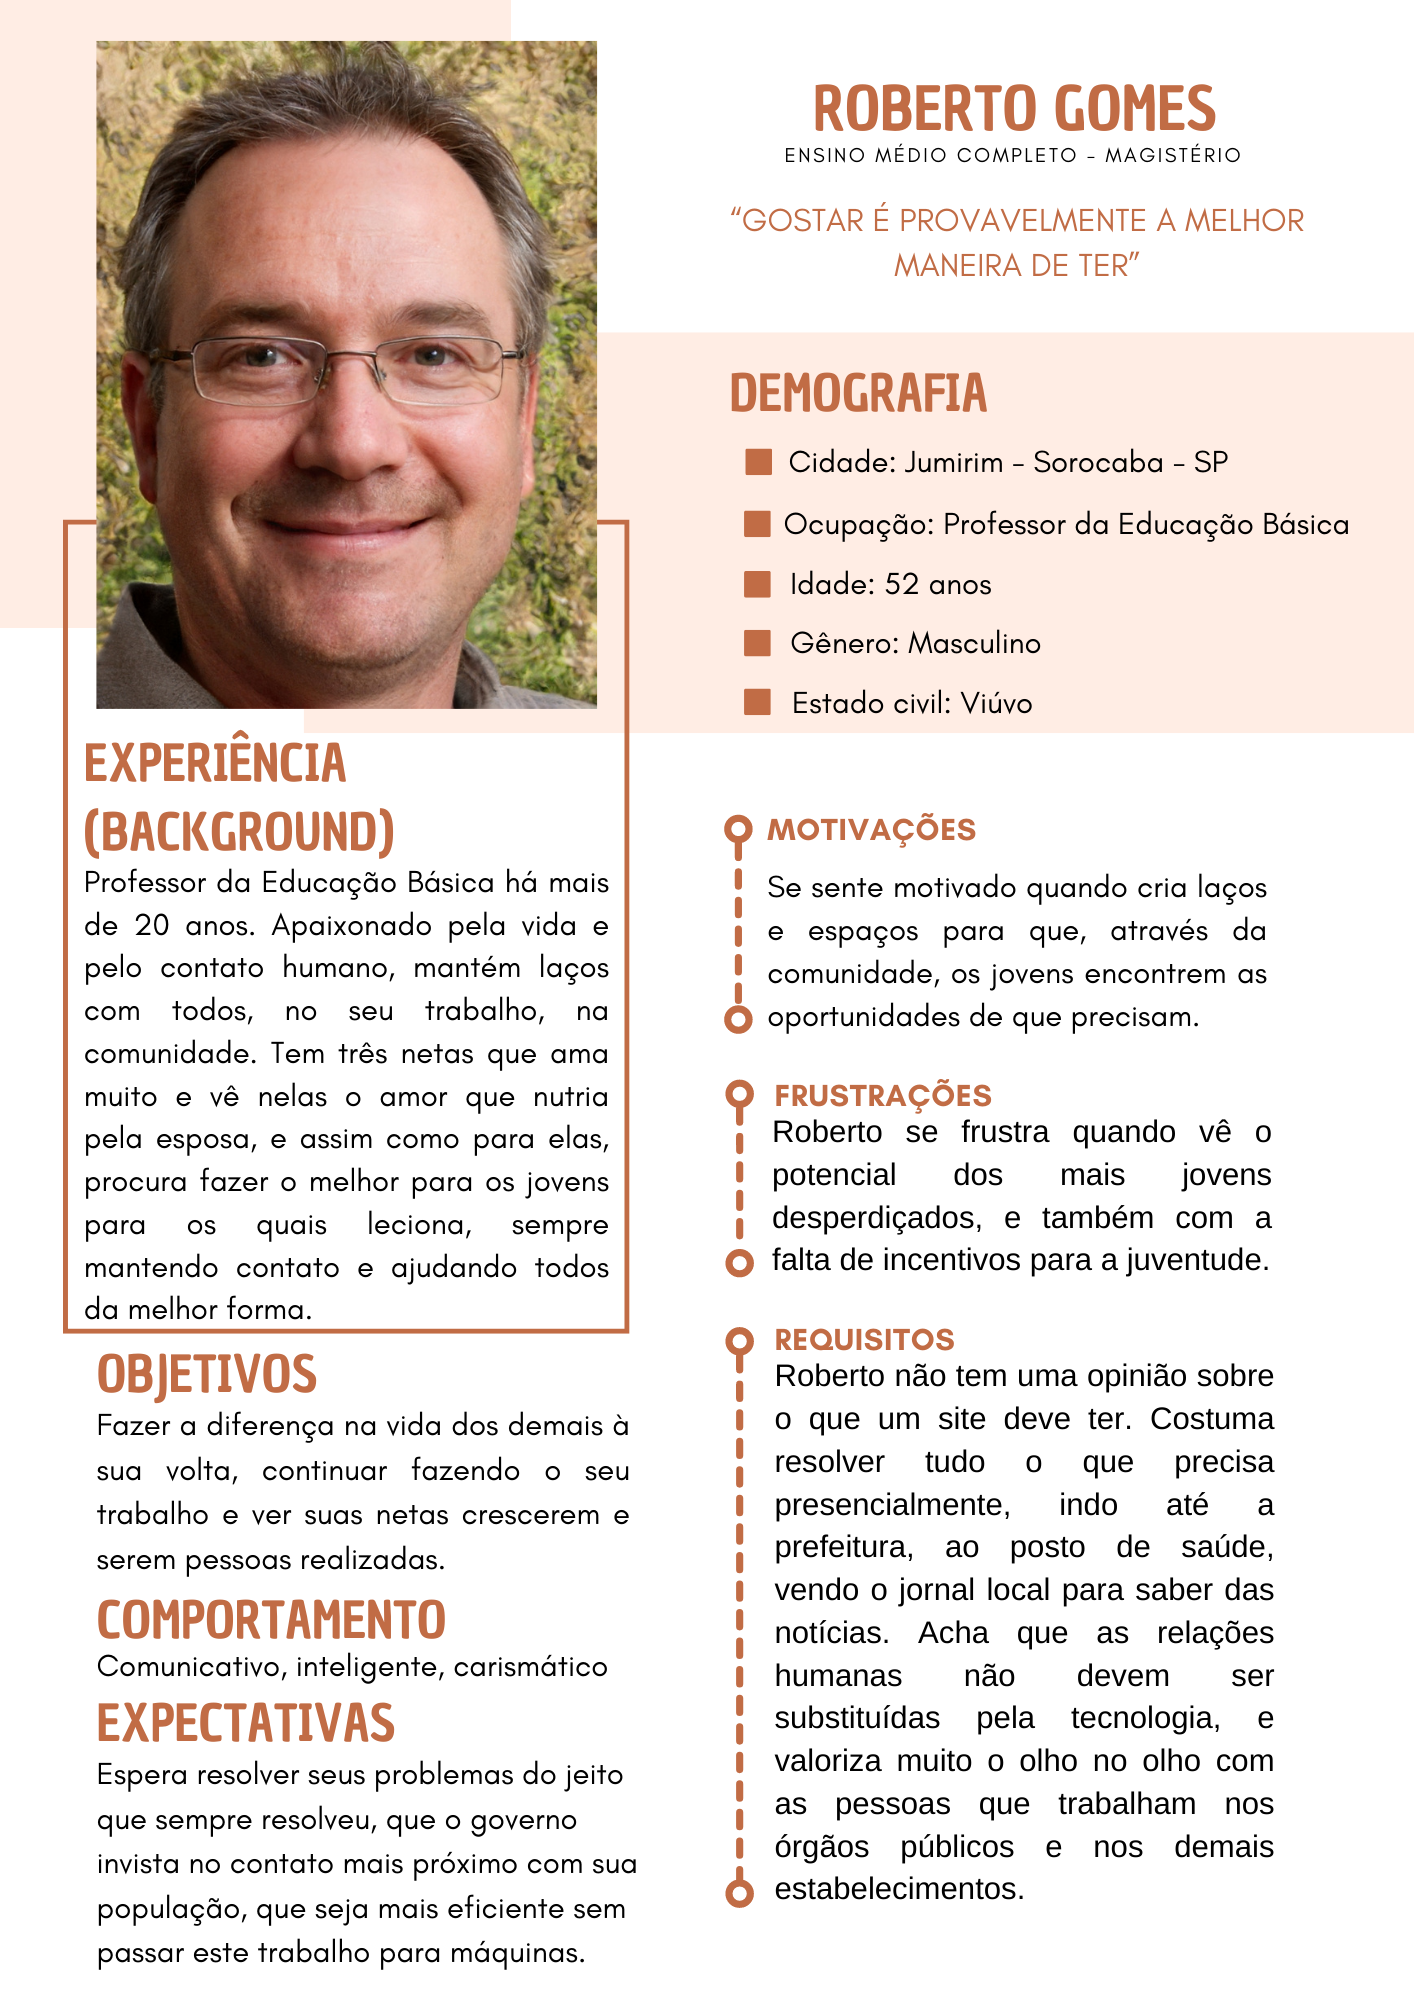 ROBERTO GOMES
ENSINO MÉDIO COMPLETO - MAGISTÉRIO
“GOSTAR É PROVAVELMENTE A MELHOR
MANEIRA DE TER”
DEMOGRAFIA
Cidade: Jumirim - Sorocaba - SP
Ocupação: Professor da Educação Básica
Idade: 52 anos
Gênero: Masculino
Estado civil: Viúvo
EXPERIÊNCIA
(BACKGROUND)
Professor da Educação Básica há mais
de 20 anos. Apaixonado pela vida e
pelo contato humano, mantém laços
com todos, no seu trabalho, na
comunidade. Tem três netas que ama
muito e vê nelas o amor que nutria
pela esposa, e assim como para elas,
procura fazer o melhor para os jovens
para os quais leciona, sempre
mantendo contato e ajudando todos
da melhor forma.
OBJETIVOS
Fazer a diferença na vida dos demais à
sua volta, continuar fazendo o seu
trabalho e ver suas netas crescerem e
serem pessoas realizadas.
COMPORTAMENTO
Comunicativo, inteligente, carismático
EXPECTATIVAS
Espera resolver seus problemas do jeito
que sempre resolveu, que o governo
invista no contato mais próximo com sua
população, que seja mais eficiente sem
passar este trabalho para máquinas.
MOTIVAÇÕES
Se sente motivado quando cria laços
e espaços para que, através da
comunidade, os jovens encontrem as
oportunidades de que precisam.
FRUSTRAÇÕES
Roberto se frustra quando vê o
potencial dos mais jovens
desperdiçados, e também com a
falta de incentivos para a juventude.
REQUISITOS
Roberto não tem uma opinião sobre
o que um site deve ter. Costuma
resolver tudo o que precisa
presencialmente, indo até a
prefeitura, ao posto de saúde,
vendo o jornal local para saber das
notícias. Acha que as relações
humanas não devem ser
substituídas pela tecnologia, e
valoriza muito o olho no olho com
as pessoas que trabalham nos
órgãos públicos e nos demais
estabelecimentos.